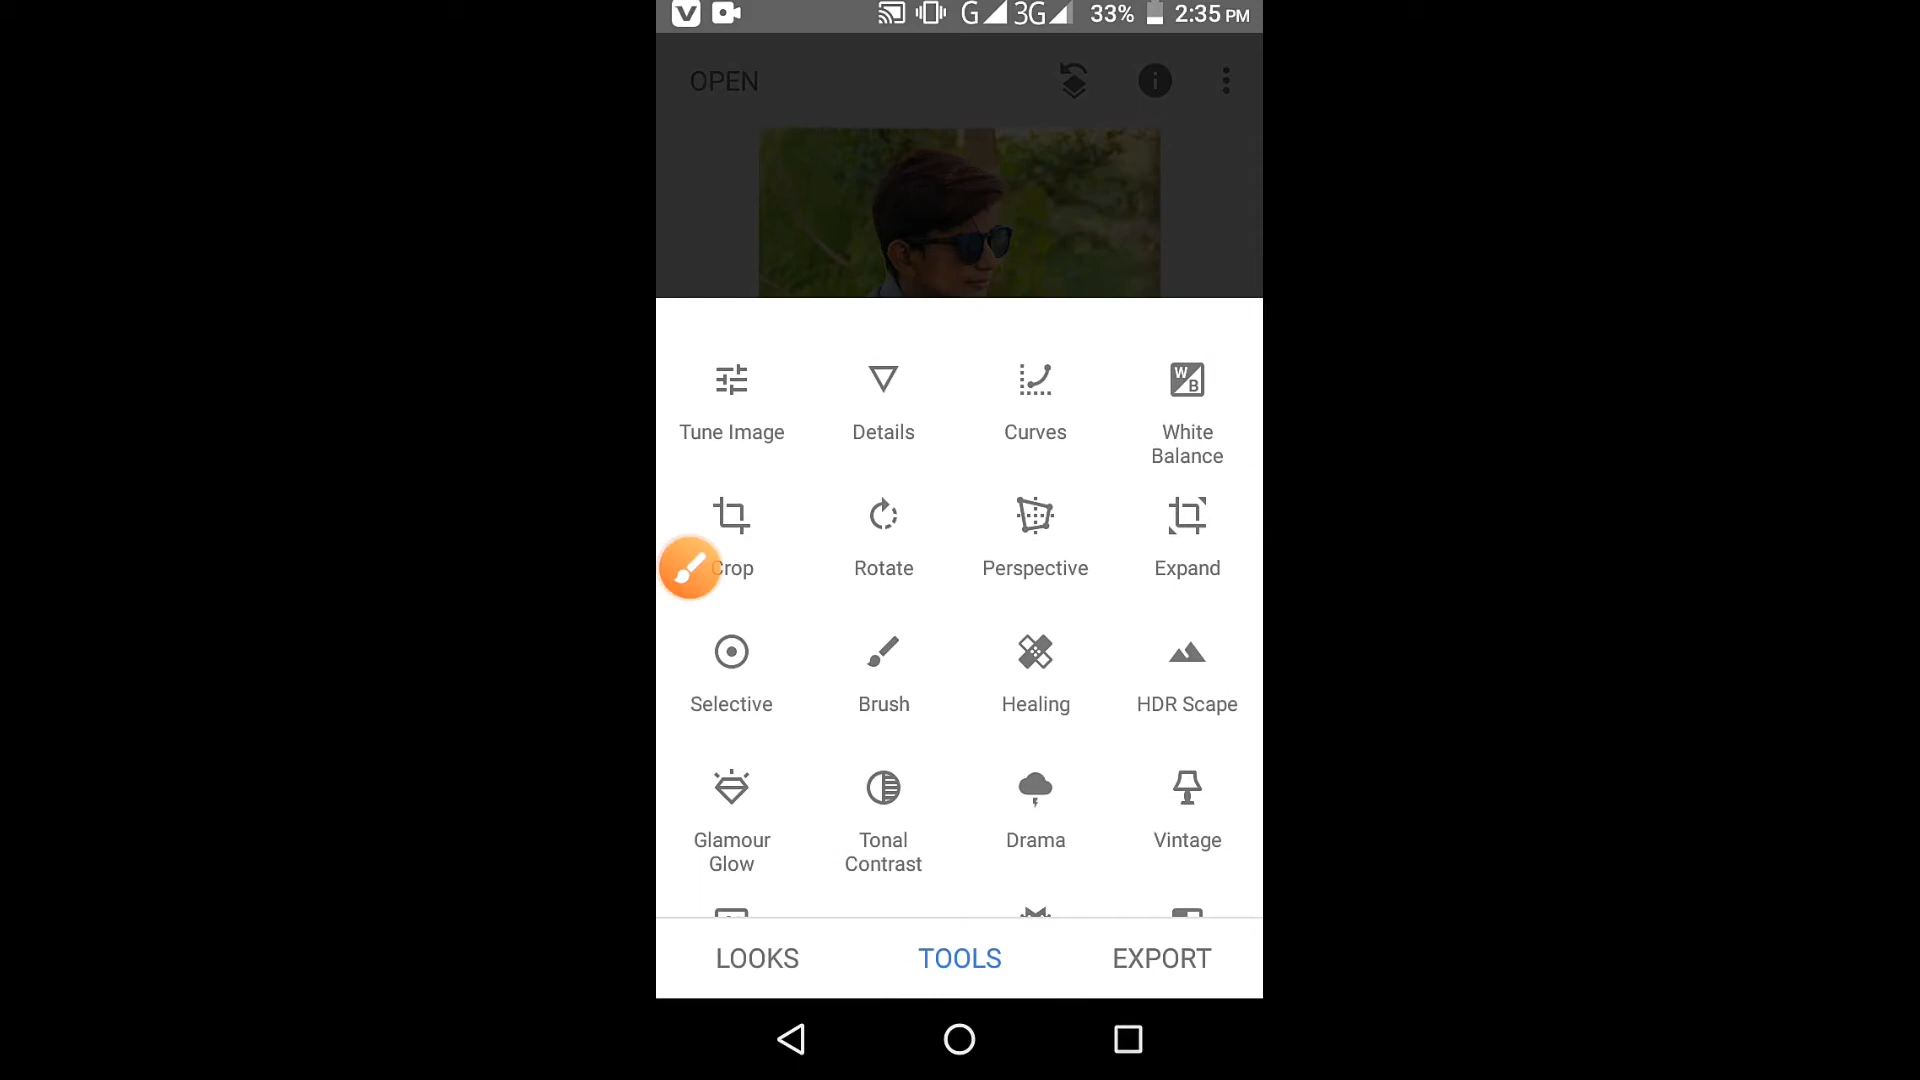 V G 3G 33% 2:35 PM
OPEN
Tune Image Details Curves White Balance
Crop Rotate Perspective Expand
Selective Brush Healing HDR Scape
Glamour Glow Tonal Contrast Drama Vintage
LOOKS TOOLS EXPORT